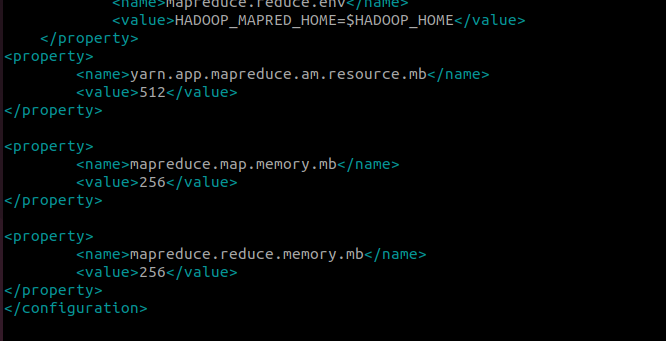 <name>mapreduce.reduce.env</name>
<value>HADOOP_MAPRED_HOME=$HADOOP_HOME</value>
</property>
<property>
<name>yarn.app.mapreduce.am.resource.mb</name>
<value>512</value>
</property>
<property>
<name>mapreduce.map.memory.mb</name>
<value>256</value>
</property>
<property>
<name>mapreduce.reduce.memory.mb</name>
<value>256</value>
</property>
</configuration>